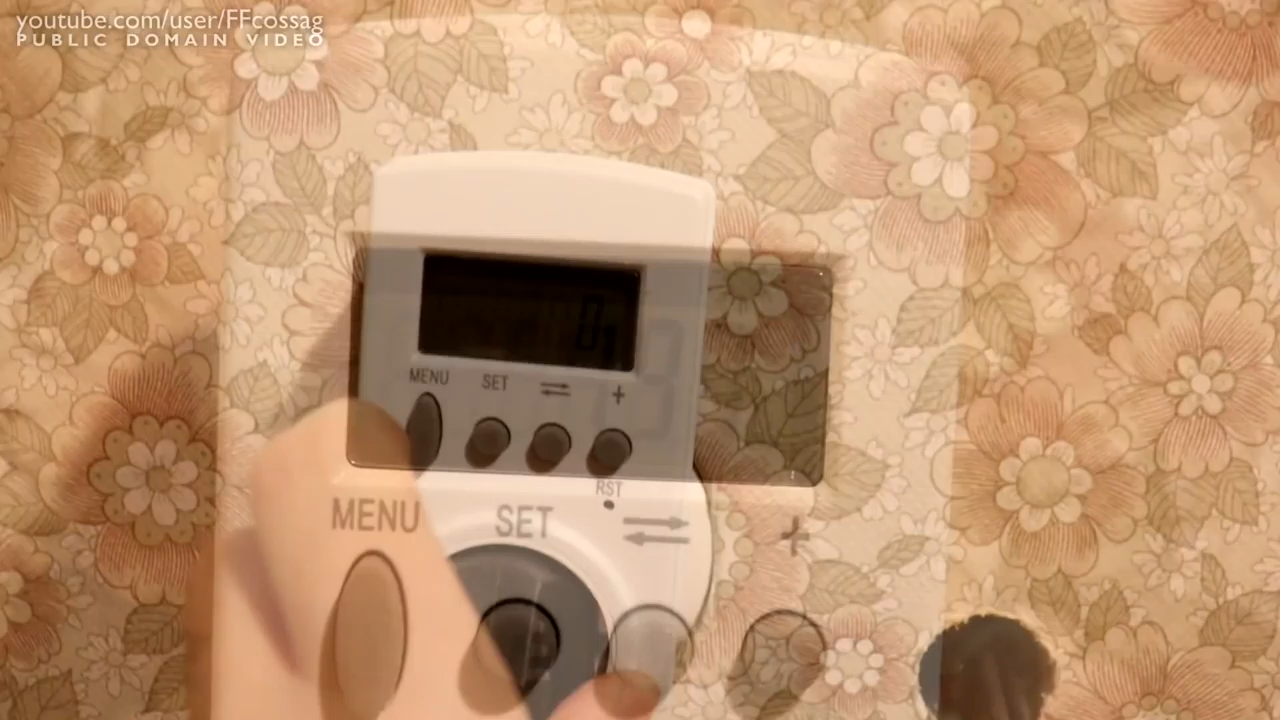 youtube.com/user/FFcossag
PUBLIC DOMAIN VIDEO
MENU SET +
RST
MENU SET +